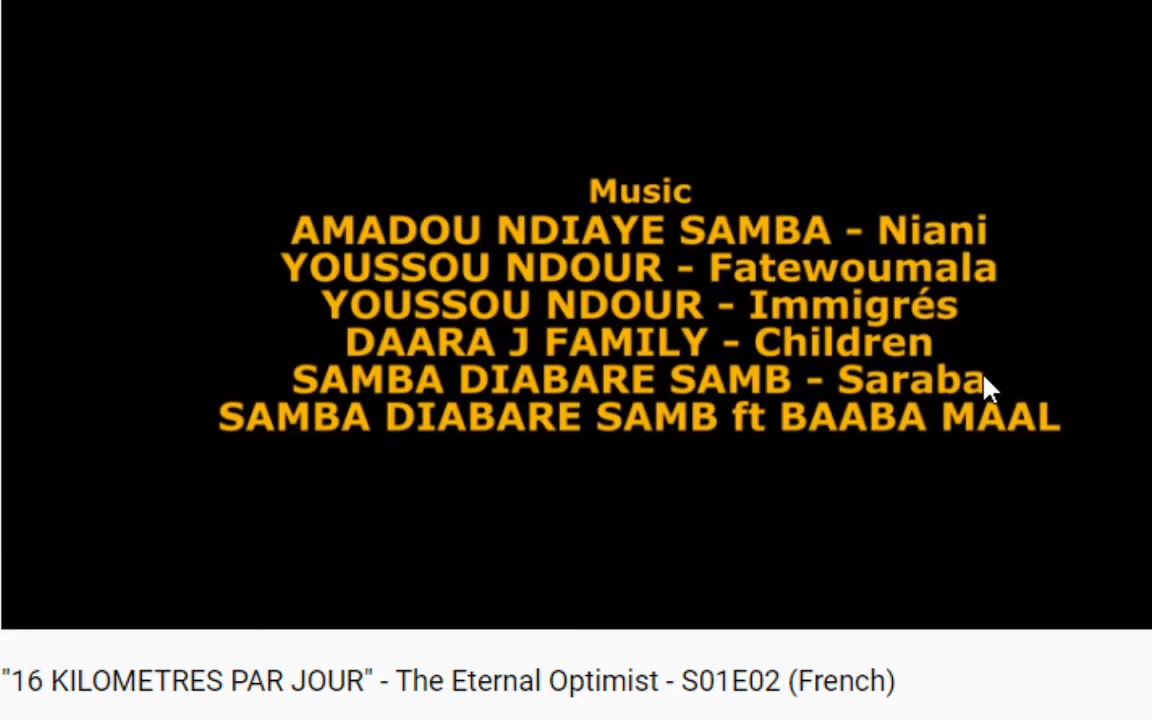 Music
AMADOU NDIAYE SAMBA - Niani
YOUSSOU NDOUR - Fatewoumala
YOUSSOU NDOUR - Immigrés
DAARA J FAMILY - Children
SAMBA DIABARE SAMB - Saraba
SAMBA DIABARE SAMB ft BAABA MAAL
"16 KILOMETRES PAR JOUR" - The Eternal Optimist - S01E02 (French)